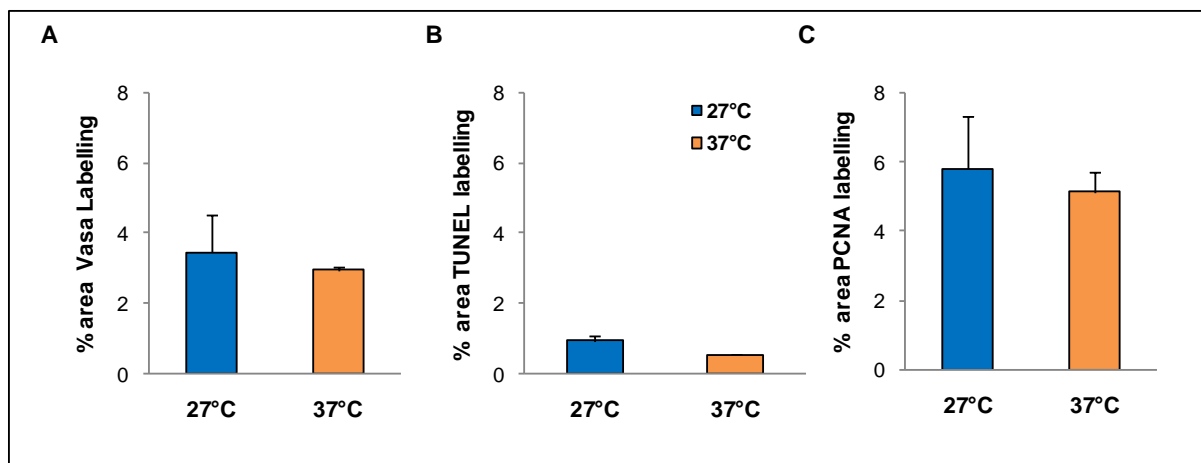 A
% area Vasa Labelling
8
6
4
2
0
27°C
37°C
B
% area TUNEL labelling
8
6
4
2
0
27°C
37°C
27°C
37°C
C
% area PCNA labelling
8
6
4
2
0
27°C
37°C